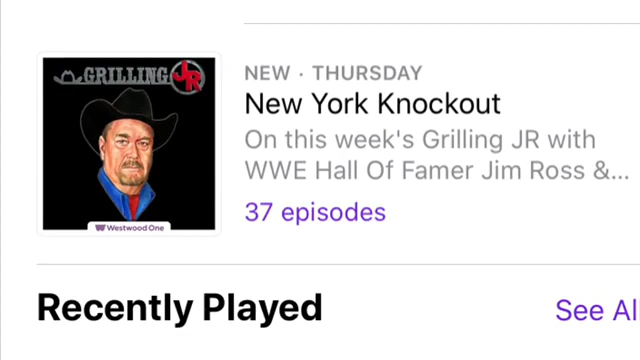 GRILLING JR
Westwood One
NEW · THURSDAY
New York Knockout
On this week's Grilling JR with
WWE Hall Of Famer Jim Ross &...
37 episodes
Recently Played
See All